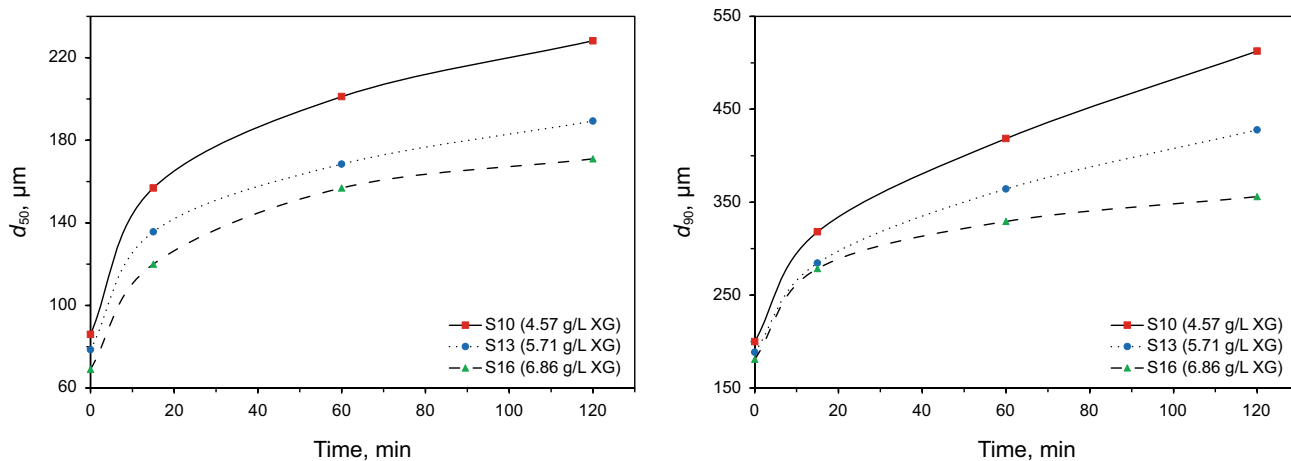 220
180
140
100
60
d50, μm
0
20
40
60
80
100
120
Time, min
S10 (4.57 g/L XG)
S13 (5.71 g/L XG)
S16 (6.86 g/L XG)
550
450
350
250
150
d90, μm
0
20
40
60
80
100
120
Time, min
S10 (4.57 g/L XG)
S13 (5.71 g/L XG)
S16 (6.86 g/L XG)